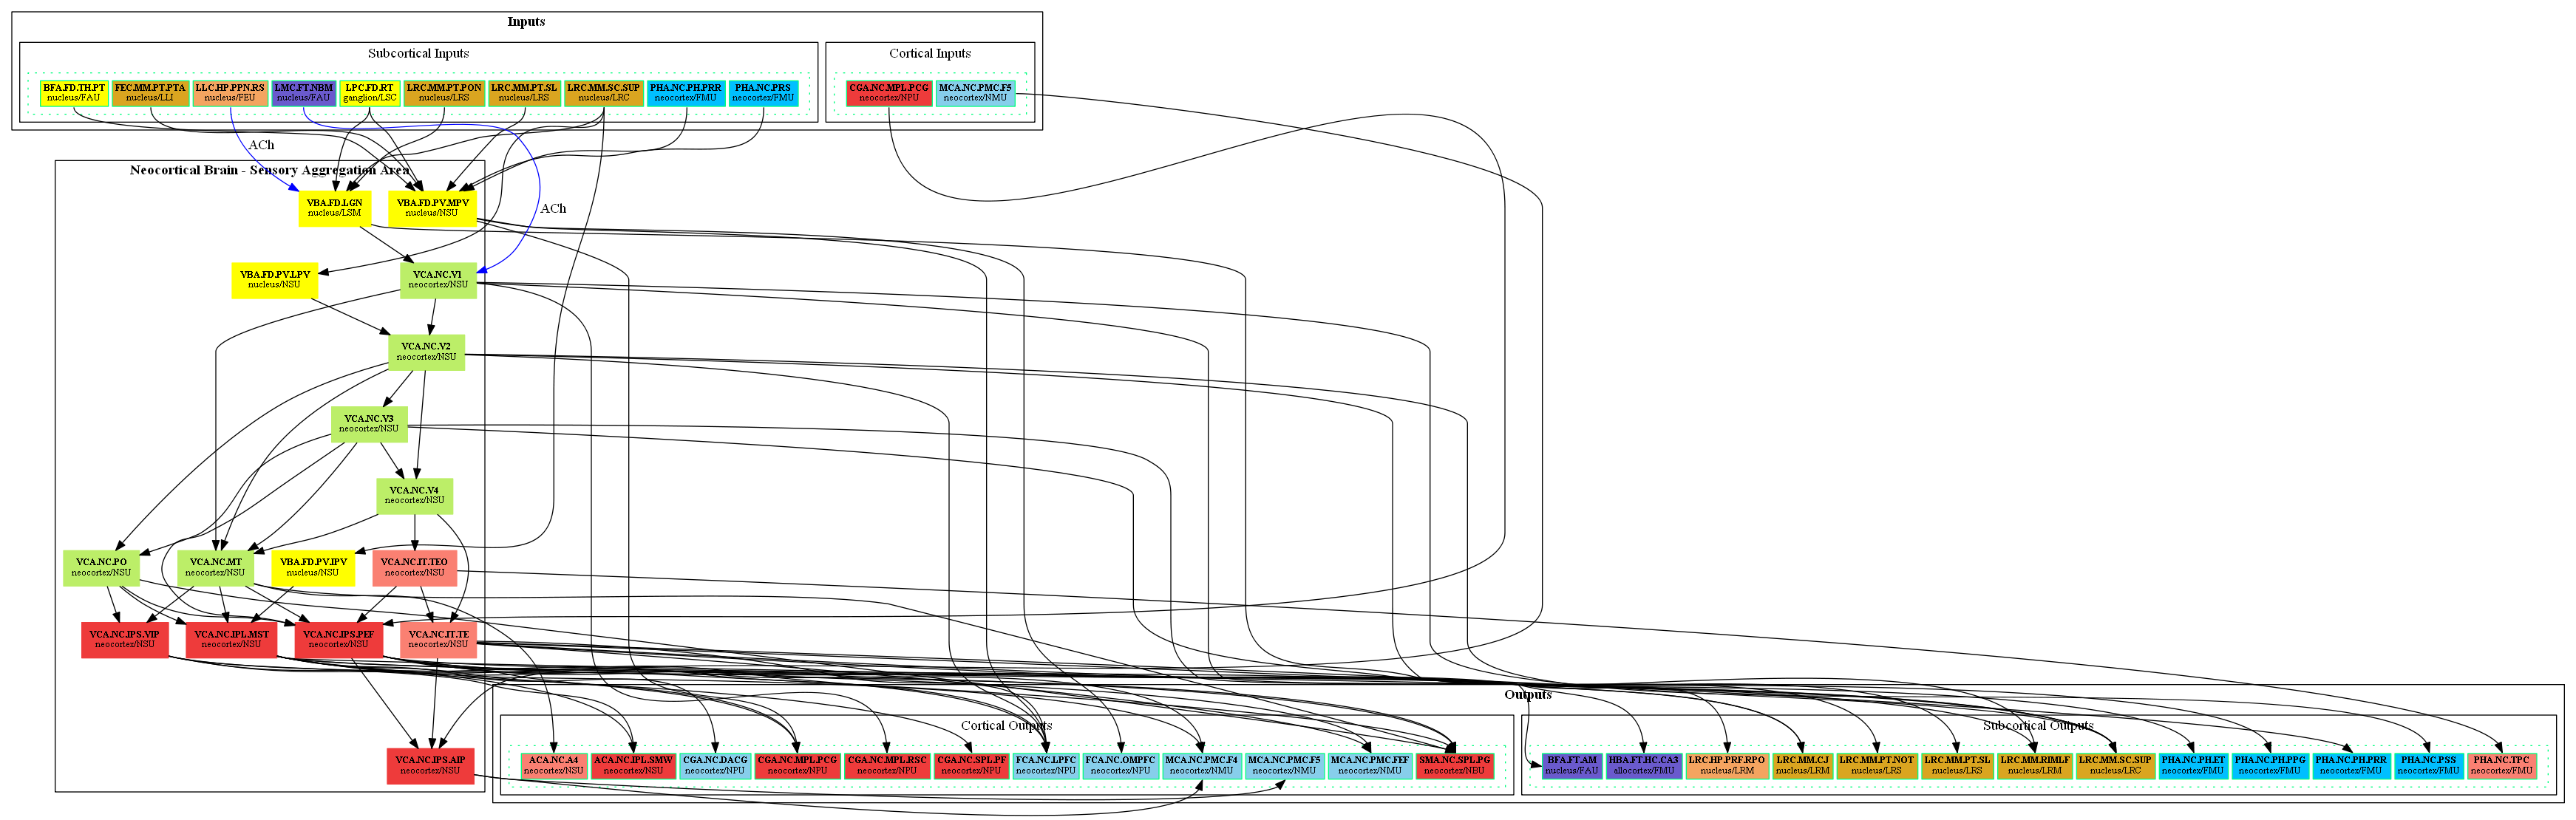 Inputs
Subcortical Inputs
Cortical Inputs
BFA.FD.TH.PT
nucleus/FAU
FEC.MM.PT.PTA
nucleus/LLI
LLC.HP.PPN.RS
nucleus/FEU
LMC.FT.NBM
nucleus/FAU
LPC.FD.RT
ganglion/LSC
LRC.MM.PT.PON
nucleus/LRS
LRC.MM.PT.SL
nucleus/LRS
LRC.MM.SC.SUP
nucleus/LRC
PHA.NC.PH.PRR
neocortex/FMU
PHA.NC.PRS
neocortex/FMU
CGA.NC.MPL.PCG
neocortex/NPU
MCA.NC.PMC.F5
neocortex/NMU
ACh
Neocortical Brain - Sensory Aggregation Area
VBA.FD.LGN
nucleus/LSM
VBA.FD.PV.MPV
nucleus/NSU
ACh
VBA.FD.PV.LPV
nucleus/NSU
VCA.NC.V1
neocortex/NSU
VCA.NC.V2
neocortex/NSU
VCA.NC.V3
neocortex/NSU
VCA.NC.V4
neocortex/NSU
VCA.NC.PO
neocortex/NSU
VCA.NC.MT
neocortex/NSU
VBA.FD.PV.IPV
nucleus/NSU
VCA.NC.IT.TEO
neocortex/NSU
VCA.NC.IPS.VIP
neocortex/NSU
VCA.NC.IPL.MST
neocortex/NSU
VCA.NC.IPS.PEF
neocortex/NSU
VCA.NC.IT.TE
neocortex/NSU
VCA.NC.IPS.AIP
neocortex/NSU
Outputs
Cortical Outputs
Subcortical Outputs
ACA.NC.A4
neocortex/NSU
ACA.NC.IPL.SMW
neocortex/NSU
CGA.NC.DACG
neocortex/NPU
CGA.NC.MPL.PCG
neocortex/NPU
CGA.NC.MPL.RSC
neocortex/NPU
CGA.NC.SPL.PF
neocortex/NPU
FCA.NC.LPFC
neocortex/NPU
FCA.NC.OMPFC
neocortex/NPU
MCA.NC.PMC.F4
neocortex/NMU
MCA.NC.PMC.F5
neocortex/NMU
MCA.NC.PMC.FEF
neocortex/NMU
SMA.NC.SPL.PG
neocortex/NBU
BFA.FT.AM
nucleus/FAU
HBA.FT.HC.CA3
allocortex/FMU
LRC.HP.PRF.RPO
nucleus/LRM
LRC.MM.CJ
nucleus/LRM
LRC.MM.PT.NOT
nucleus/LRS
LRC.MM.PT.SL
nucleus/LRS
LRC.MM.RIMLF
nucleus/LRM
LRC.MM.SC.SUP
nucleus/LRC
PHA.NC.PH.ET
neocortex/FMU
PHA.NC.PH.PPG
neocortex/FMU
PHA.NC.PH.PRR
neocortex/FMU
PHA.NC.PSS
neocortex/FMU
PHA.NC.TPC
neocortex/FMU